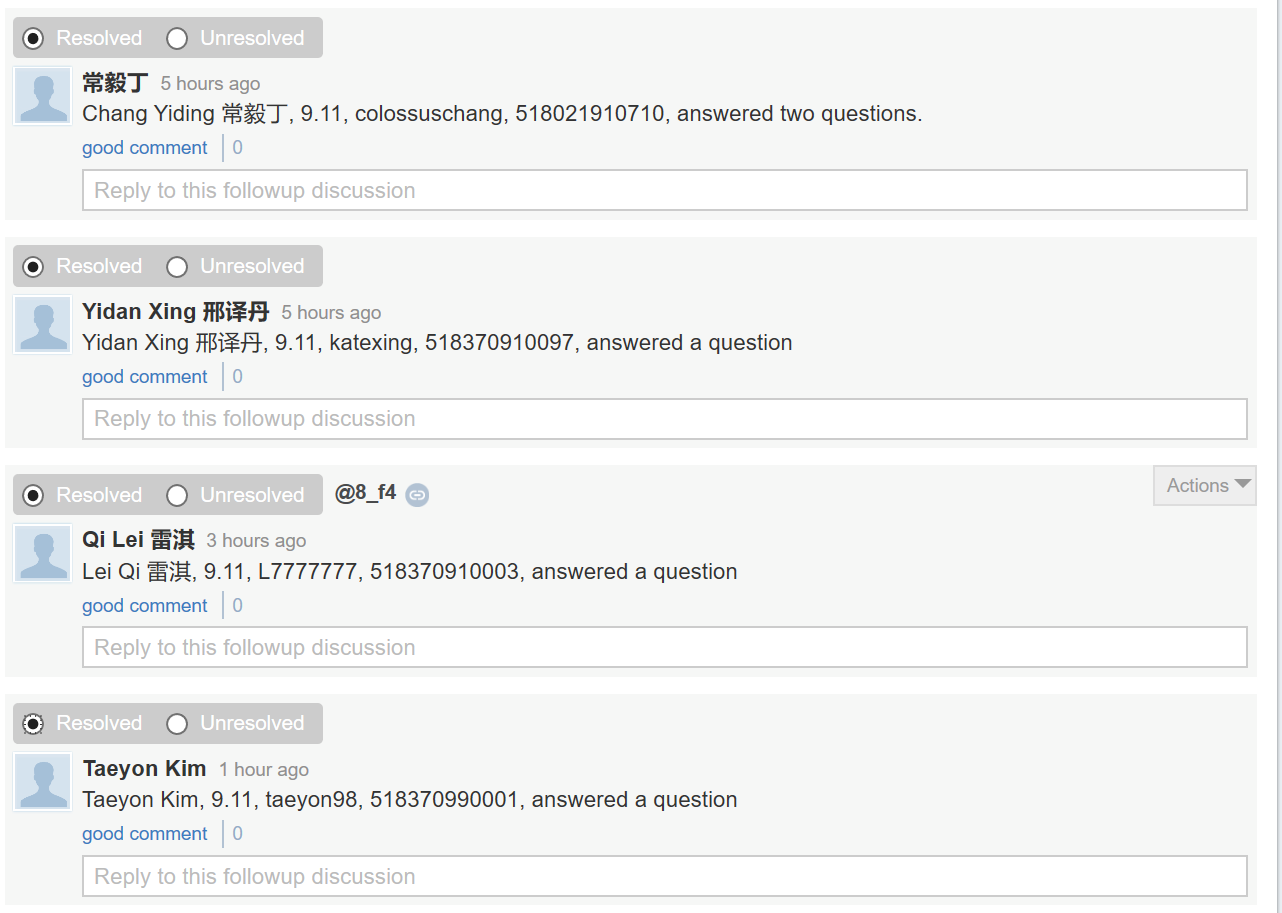 Resolved Unresolved
常毅丁 5 hours ago
Chang Yiding 常毅丁, 9.11, colossuschang, 518021910710, answered two questions.
good comment 0
Reply to this followup discussion
Resolved Unresolved
Yidan Xing 邢译丹 5 hours ago
Yidan Xing 邢译丹, 9.11, katexing, 518370910097, answered a question
good comment 0
Reply to this followup discussion
Resolved Unresolved @8_f4 Actions
Qi Lei 雷淇 3 hours ago
Lei Qi 雷淇, 9.11, L7777777, 518370910003, answered a question
good comment 0
Reply to this followup discussion
Resolved Unresolved
Taeyon Kim 1 hour ago
Taeyon Kim, 9.11, taeyon98, 518370990001, answered a question
good comment 0
Reply to this followup discussion